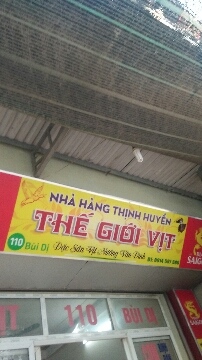 NHÀ HÀNG THỊNH HUYỀN
THẾ GIỚI VỊT
110 BÙI DỊ Đặc Sản Vịt Nướng Vân Đình
SAIGON
110 BÙI DỊ